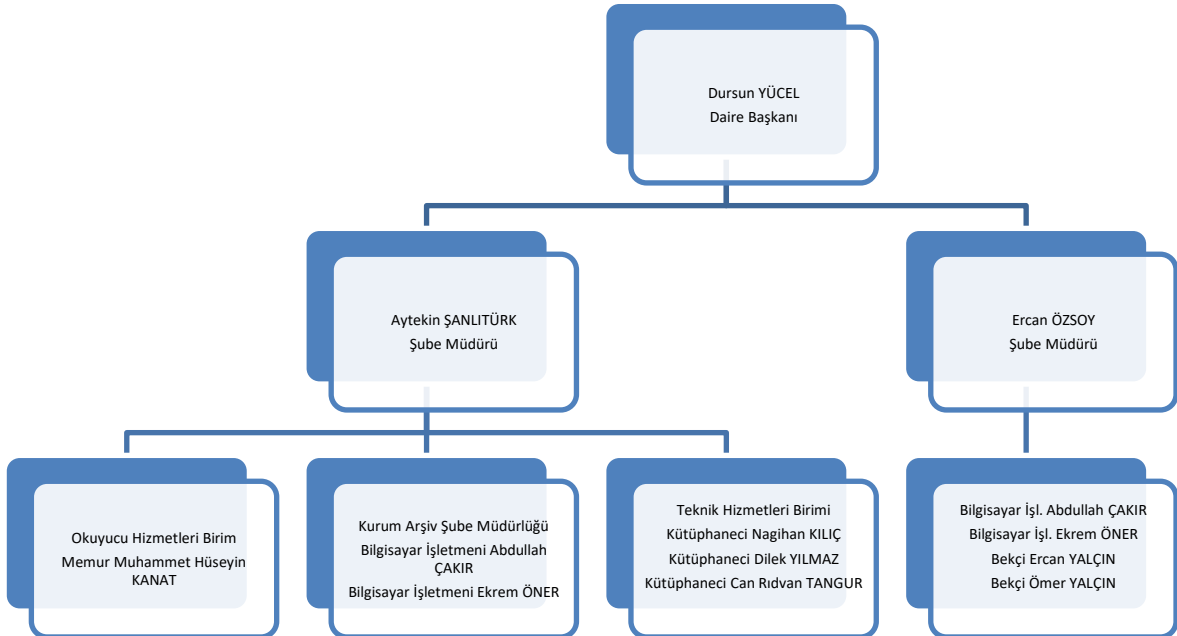 Dursun YÜCEL
Daire Başkanı
Aytekin ŞANLITÜRK
Şube Müdürü
Ercan ÖZSOY
Şube Müdürü
Okuyucu Hizmetleri Birim
Memur Muhammet Hüseyin
KANAT
Kurum Arşiv Şube Müdürlüğü
Bilgisayar İşletmeni Abdullah
ÇAKIR
Bilgisayar İşletmeni Ekrem ÖNER
Teknik Hizmetleri Birimi
Kütüphaneci Nagihan KILIÇ
Kütüphaneci Dilek YILMAZ
Kütüphaneci Can Rıdvan TANGUR
Bilgisayar İşl. Abdullah ÇAKIR
Bilgisayar İşl. Ekrem ÖNER
Bekçi Ercan YALÇIN
Bekçi Ömer YALÇIN